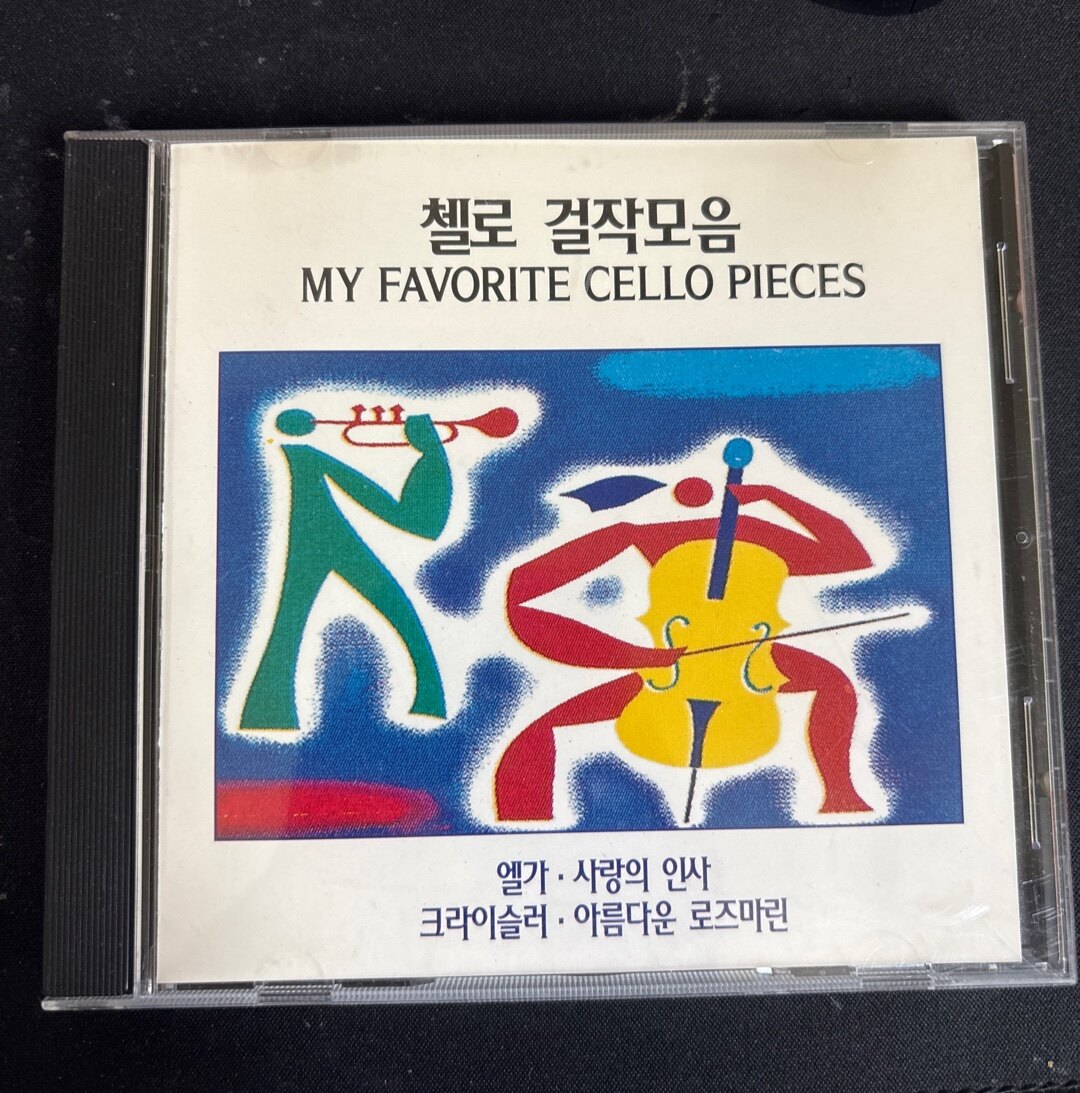 첼로 걸작모음
MY FAVORITE CELLO PIECES
엘가 · 사랑의 인사
크라이슬러 · 아름다운 로즈마린